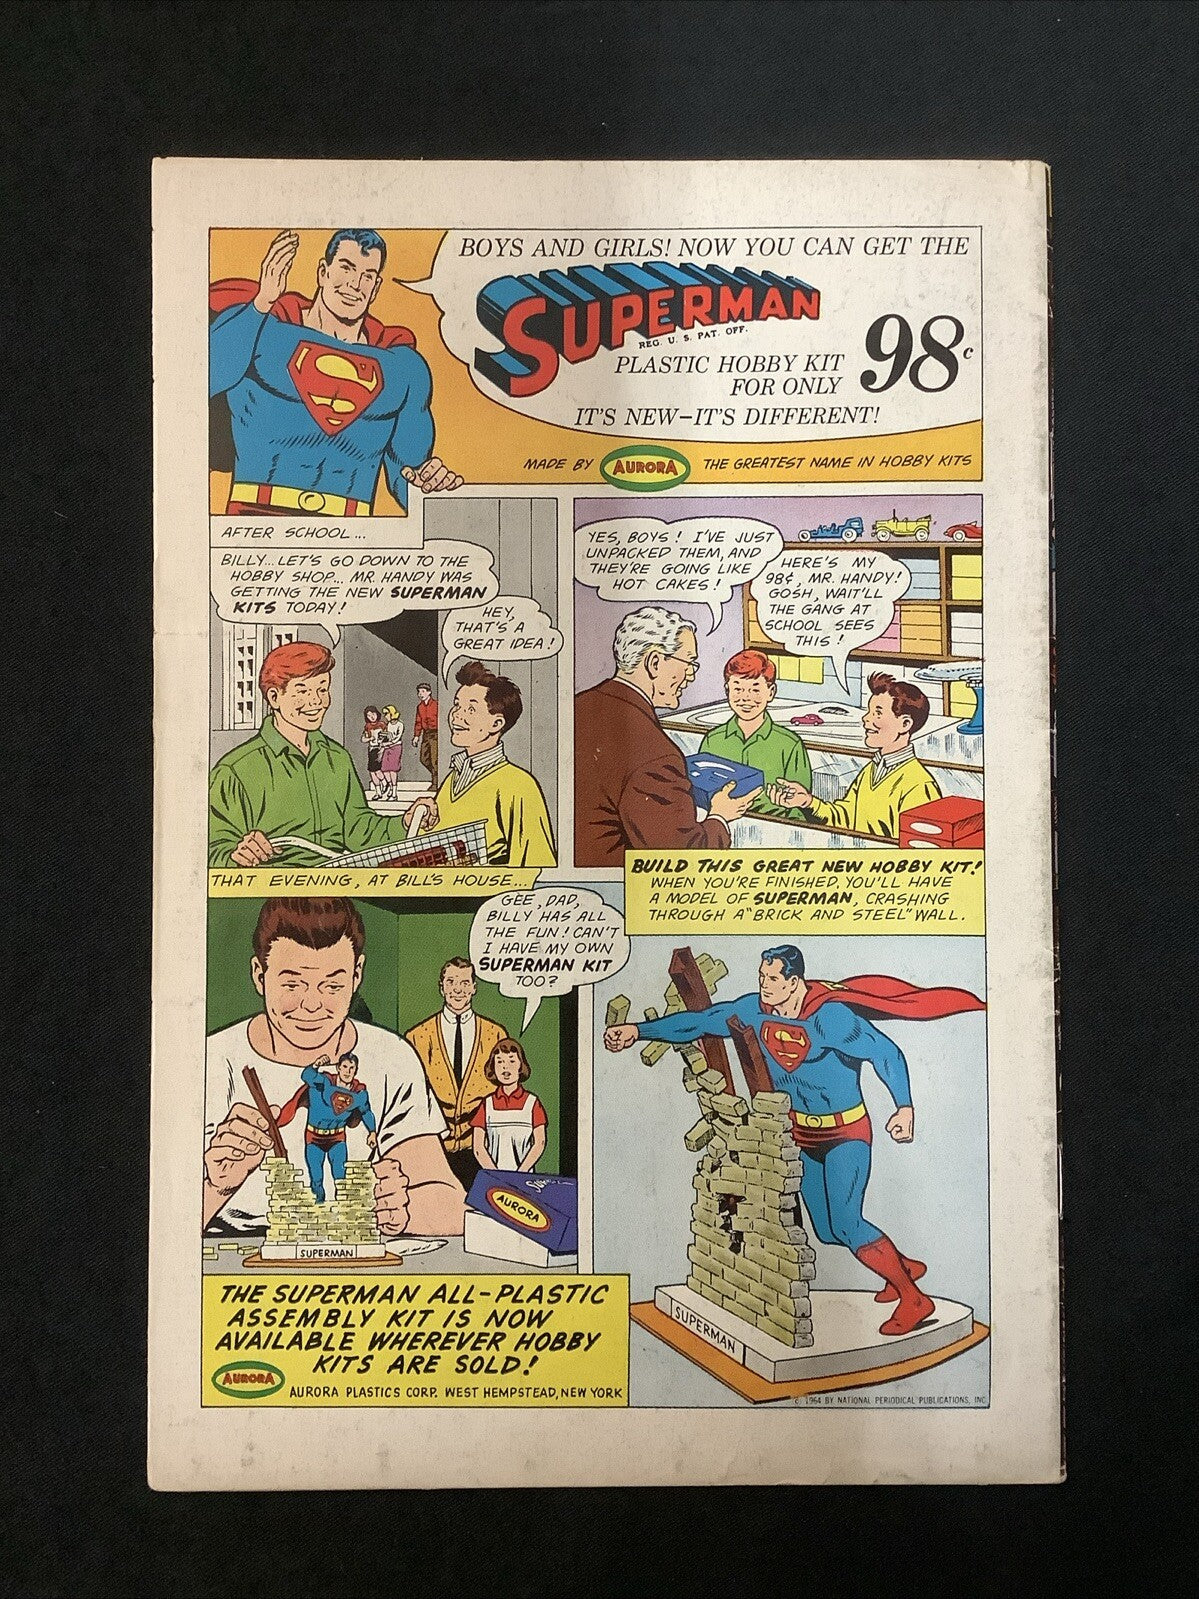 BOYS AND GIRLS! NOW YOU CAN GET THE
SUPERMAN
REG. U. S. PAT. OFF.
PLASTIC HOBBY KIT
FOR ONLY
98¢
IT'S NEW–IT'S DIFFERENT!
MADE BY AURORA THE GREATEST NAME IN HOBBY KITS
AFTER SCHOOL...
BILLY...LET'S GO DOWN TO THE
HOBBY SHOP... MR. HANDY WAS
GETTING THE NEW SUPERMAN
KITS TODAY!
HEY,
THAT'S A
GREAT IDEA!
YES, BOYS! I'VE JUST
UNPACKED THEM, AND
THEY'RE GOING LIKE
HOT CAKES!
HERE'S MY
98¢, MR. HANDY!
GOSH, WAIT'LL
THE GANG AT
SCHOOL SEES
THIS!
THAT EVENING, AT BILL'S HOUSE...
GEE, DAD,
BILLY HAS ALL
THE FUN! CAN'T
I HAVE MY OWN
SUPERMAN KIT
TOO?
BUILD THIS GREAT NEW HOBBY KIT!
WHEN YOU'RE FINISHED, YOU'LL HAVE
A MODEL OF SUPERMAN, CRASHING
THROUGH A "BRICK AND STEEL" WALL.
AURORA
SUPERMAN
SUPERMAN
THE SUPERMAN ALL-PLASTIC
ASSEMBLY KIT IS NOW
AVAILABLE WHEREVER HOBBY
KITS ARE SOLD!
AURORA
AURORA PLASTICS CORP. WEST HEMPSTEAD, NEW YORK
c. 1964 BY NATIONAL PERIODICAL PUBLICATIONS, INC